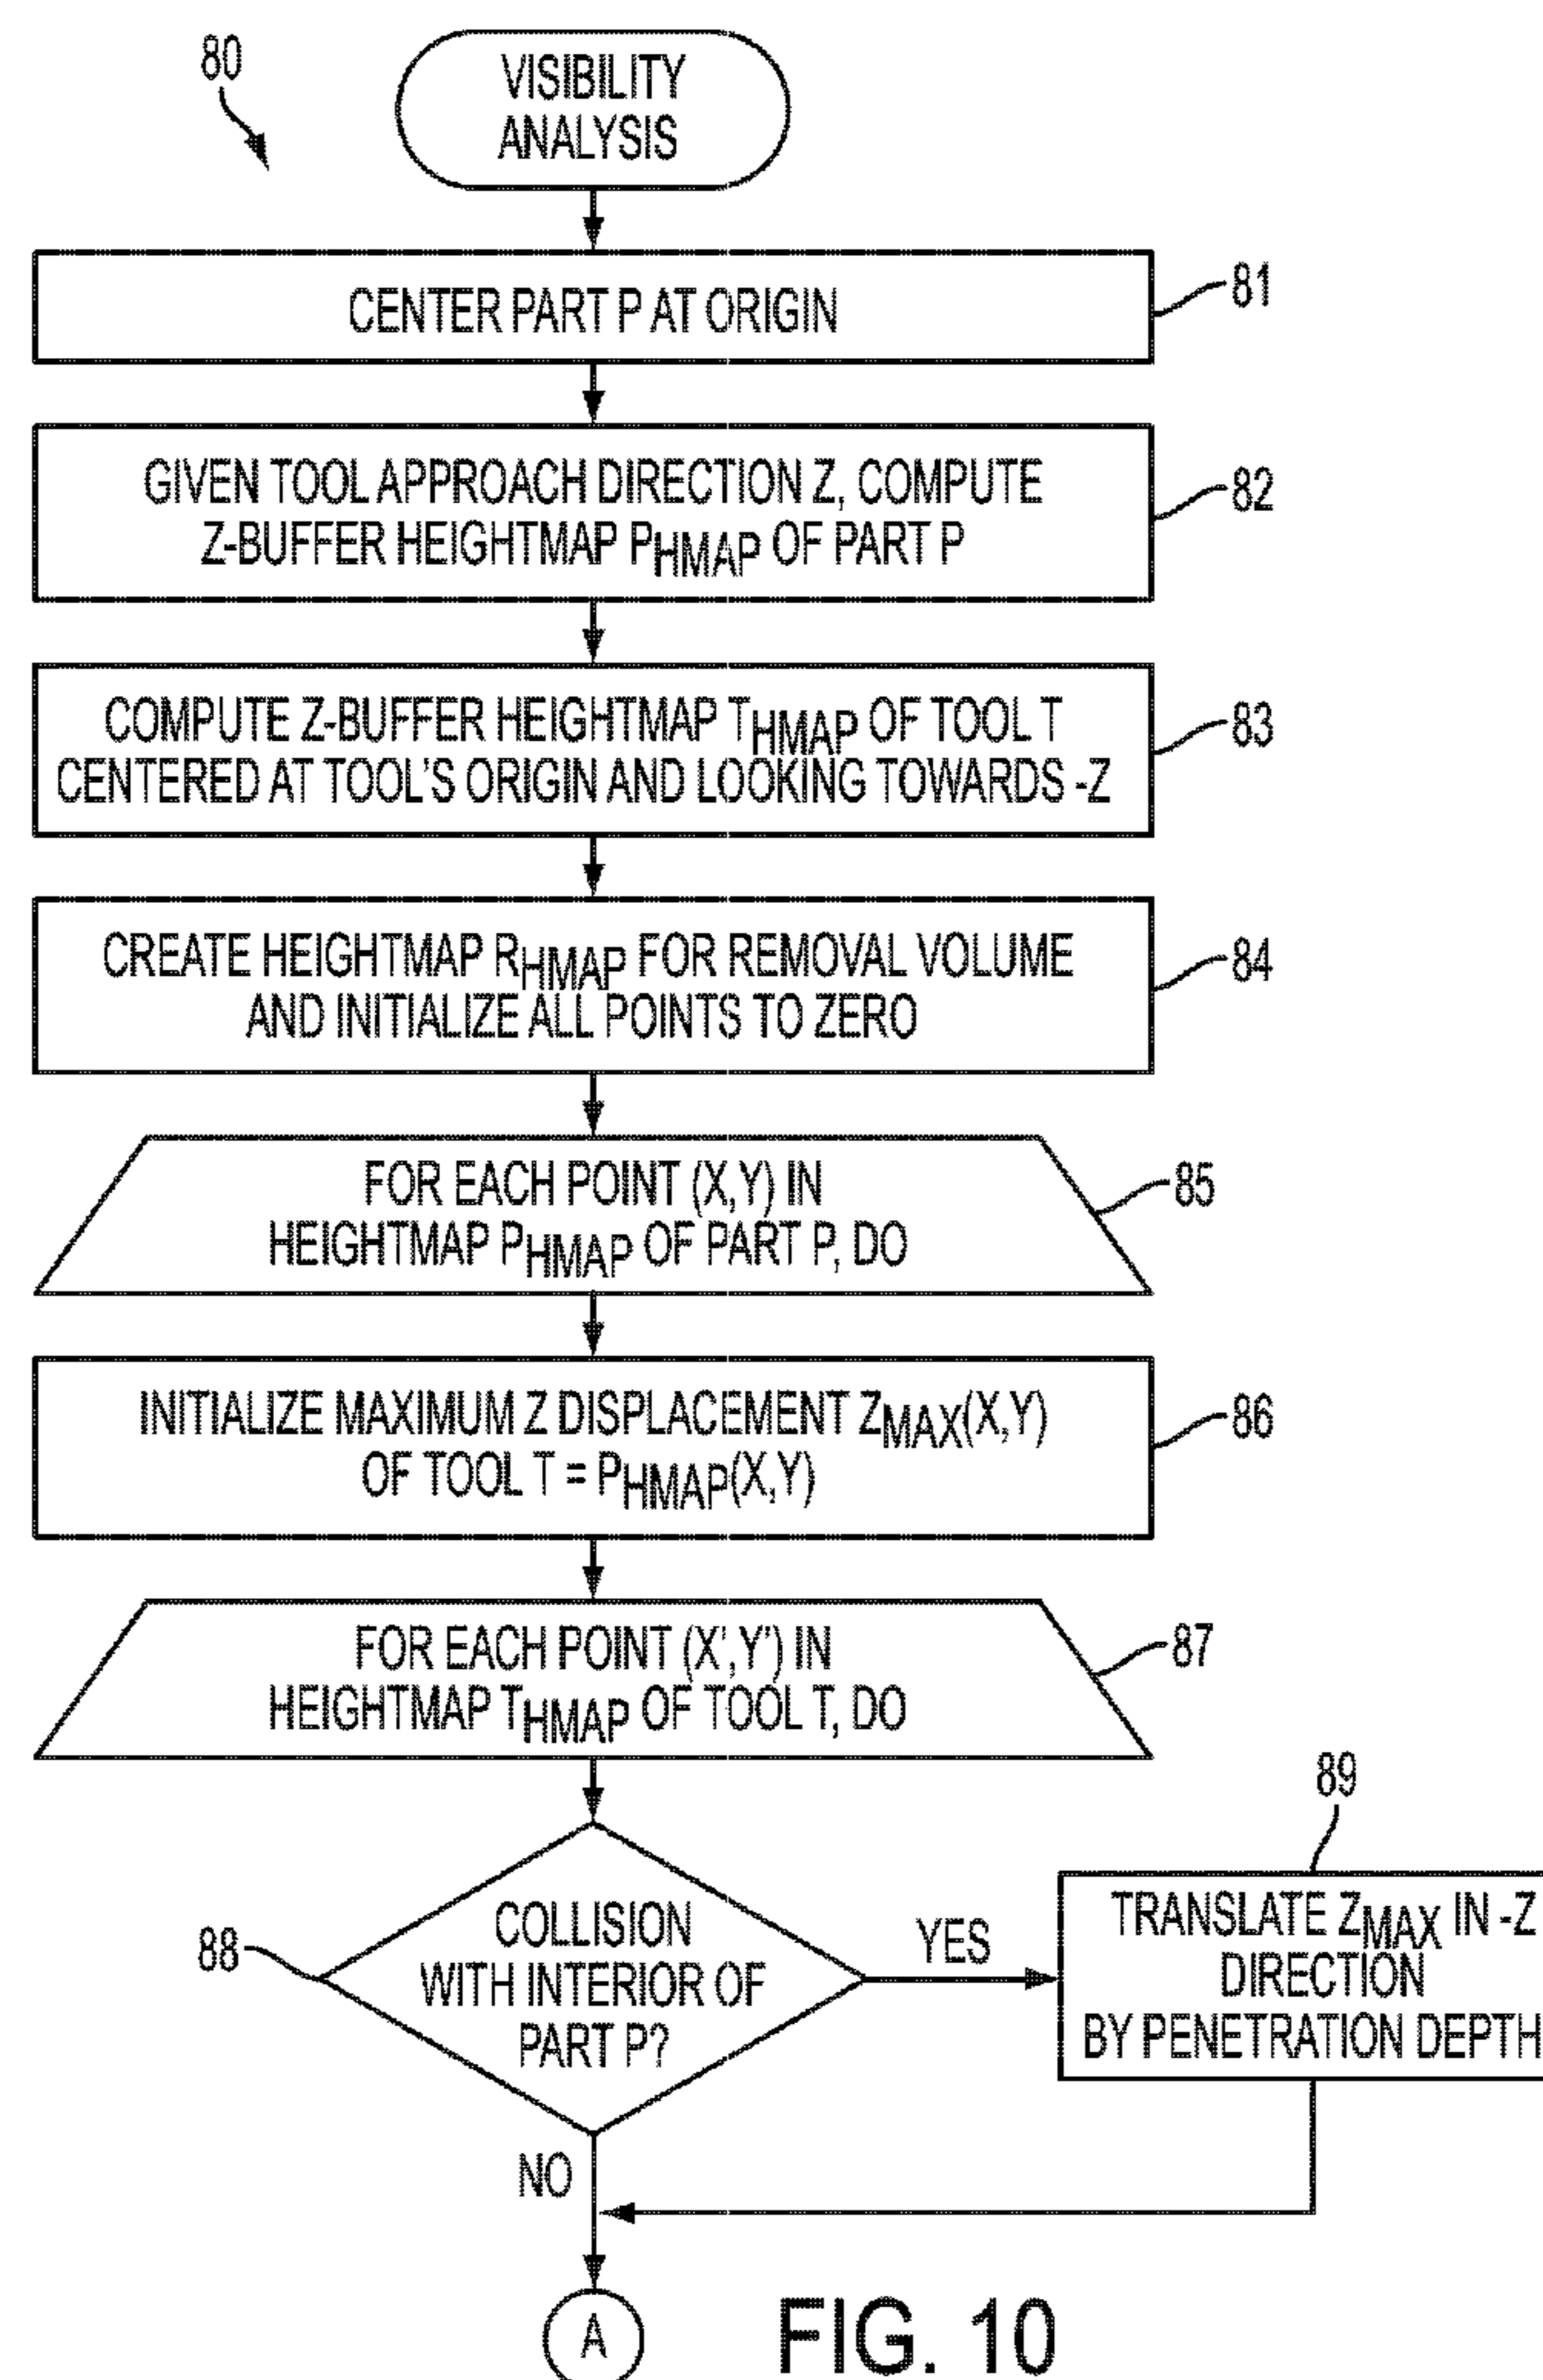 80
VISIBILITY
ANALYSIS
CENTER PART P AT ORIGIN
81
GIVEN TOOL APPROACH DIRECTION Z, COMPUTE
Z-BUFFER HEIGHTMAP PHMAP OF PART P
82
COMPUTE Z-BUFFER HEIGHTMAP THMAP OF TOOL T
CENTERED AT TOOL'S ORIGIN AND LOOKING TOWARDS -Z
83
CREATE HEIGHTMAP RHMAP FOR REMOVAL VOLUME
AND INITIALIZE ALL POINTS TO ZERO
84
FOR EACH POINT (X,Y) IN
HEIGHTMAP PHMAP OF PART P, DO
85
INITIALIZE MAXIMUM Z DISPLACEMENT ZMAX(X,Y)
OF TOOL T = PHMAP(X,Y)
86
FOR EACH POINT (X',Y') IN
HEIGHTMAP THMAP OF TOOL T, DO
87
88
COLLISION
WITH INTERIOR OF
PART P?
YES
89
TRANSLATE ZMAX IN -Z
DIRECTION
BY PENETRATION DEPTH
NO
A
FIG. 10